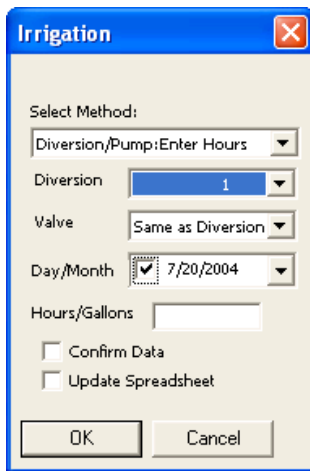 Irrigation
Select Method:
Diversion/Pump:Enter Hours
Diversion 1
Valve Same as Diversion
Day/Month 7/20/2004
Hours/Gallons
Confirm Data
Update Spreadsheet
OK Cancel